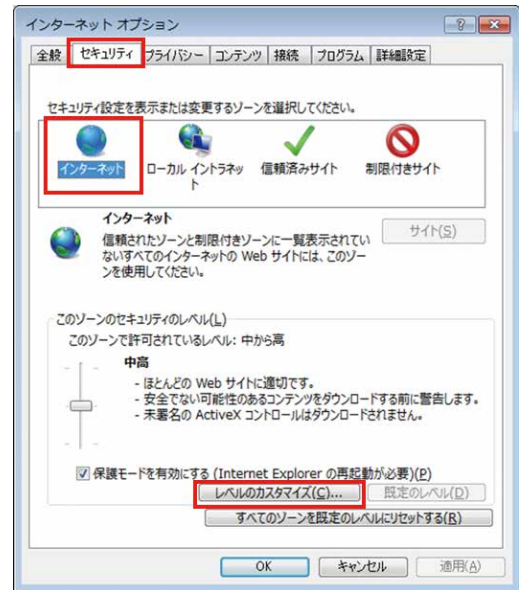 インターネット オプション
全般 セキュリティ プライバシー コンテンツ 接続 プログラム 詳細設定
セキュリティ設定を表示または変更するゾーンを選択してください。
インターネット ローカル イントラネッ 信頼済みサイト 制限付きサイト
ト
インターネット
サイト(S)
信頼されたゾーンと制限付きゾーンに一覧表示されてい
ないすべてのインターネットの Web サイトには、このゾー
ンを使用してください。
このゾーンのセキュリティのレベル(L)
このゾーンで許可されているレベル: 中から高
中高
- ほとんどの Web サイトに適切です。
- 安全でない可能性のあるコンテンツをダウンロードする前に警告します。
- 未署名の ActiveX コントロールはダウンロードされません。
保護モードを有効にする (Internet Explorer の再起動が必要)(P)
レベルのカスタマイズ(C)... 既定のレベル(D)
すべてのゾーンを既定のレベルにリセットする(R)
OK キャンセル 適用(A)